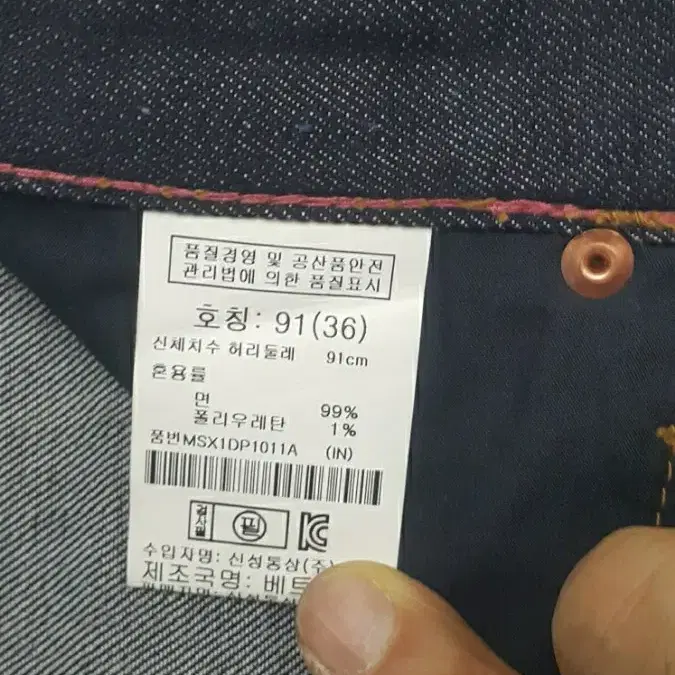 품질경영 및 공산품안전
관리법에 의한 품질표시
호칭: 91(36)
신체치수 허리둘레 91cm
혼용률
면 99%
폴리우레탄 1%
품번MSX1DP1011A (IN)
검사필 필
수입자명: 신성통상(주)
제조국명: 베트